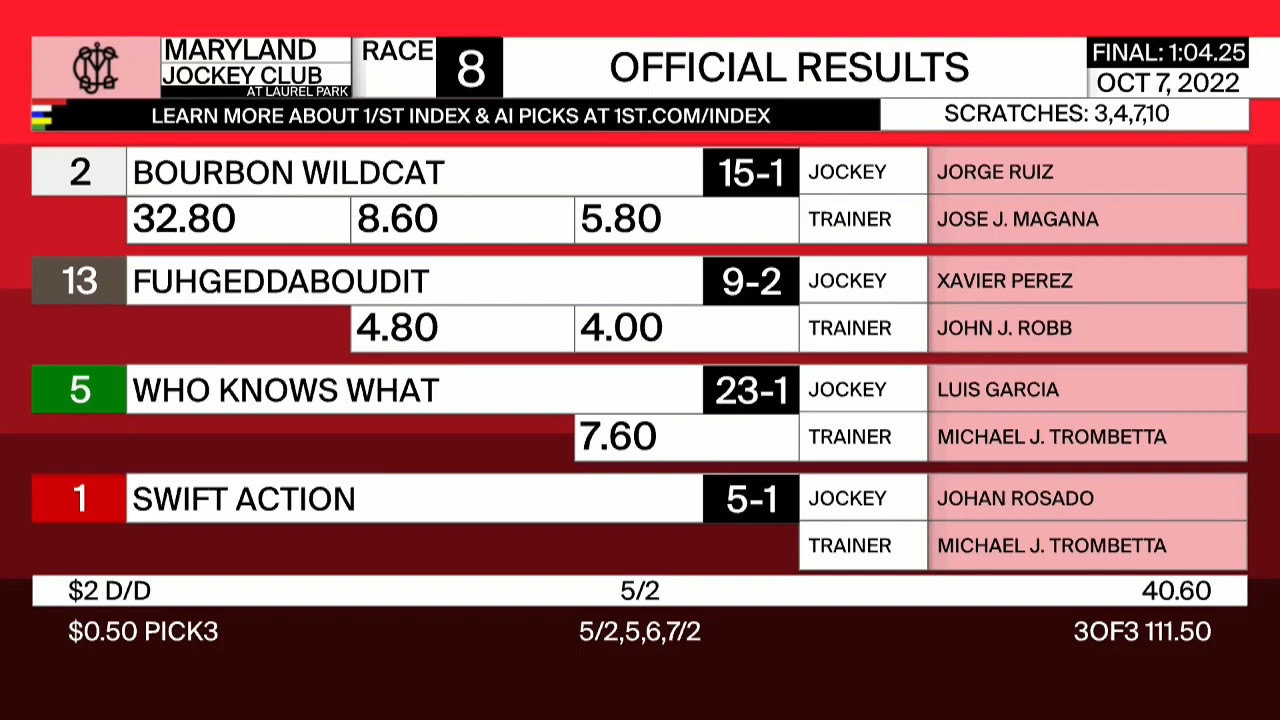 MARYLAND
JOCKEY CLUB
AT LAUREL PARK
RACE 8
OFFICIAL RESULTS
FINAL: 1:04.25
OCT 7, 2022
LEARN MORE ABOUT 1/ST INDEX & AI PICKS AT 1ST.COM/INDEX
SCRATCHES: 3,4,7,10
2 BOURBON WILDCAT 15-1 JOCKEY JORGE RUIZ
32.80 8.60 5.80 TRAINER JOSE J. MAGANA
13 FUHGEDDABOUDIT 9-2 JOCKEY XAVIER PEREZ
4.80 4.00 TRAINER JOHN J. ROBB
5 WHO KNOWS WHAT 23-1 JOCKEY LUIS GARCIA
7.60 TRAINER MICHAEL J. TROMBETTA
1 SWIFT ACTION 5-1 JOCKEY JOHAN ROSADO
TRAINER MICHAEL J. TROMBETTA
$2 D/D 5/2 40.60
$0.50 PICK3 5/2,5,6,7/2 3OF3 111.50